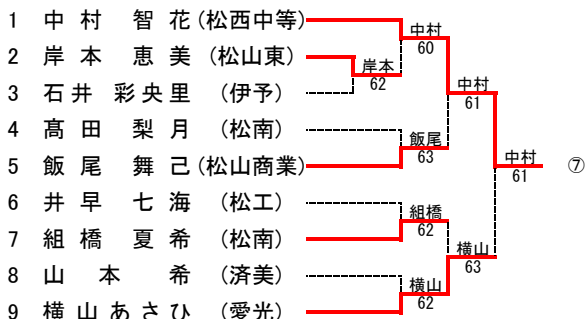 1 中村 智花(松西中等)
2 岸本 恵美(松山東)
3 石井 彩央里(伊予)
4 髙田 梨月(松南)
5 飯尾 舞己(松山商業)
6 井早 七海(松工)
7 組橋 夏希(松南)
8 山本 希(済美)
9 横山あさひ(愛光)
岸本
62
中村
60
飯尾
63
組橋
62
横山
62
中村
61
横山
63
中村
61
⑦